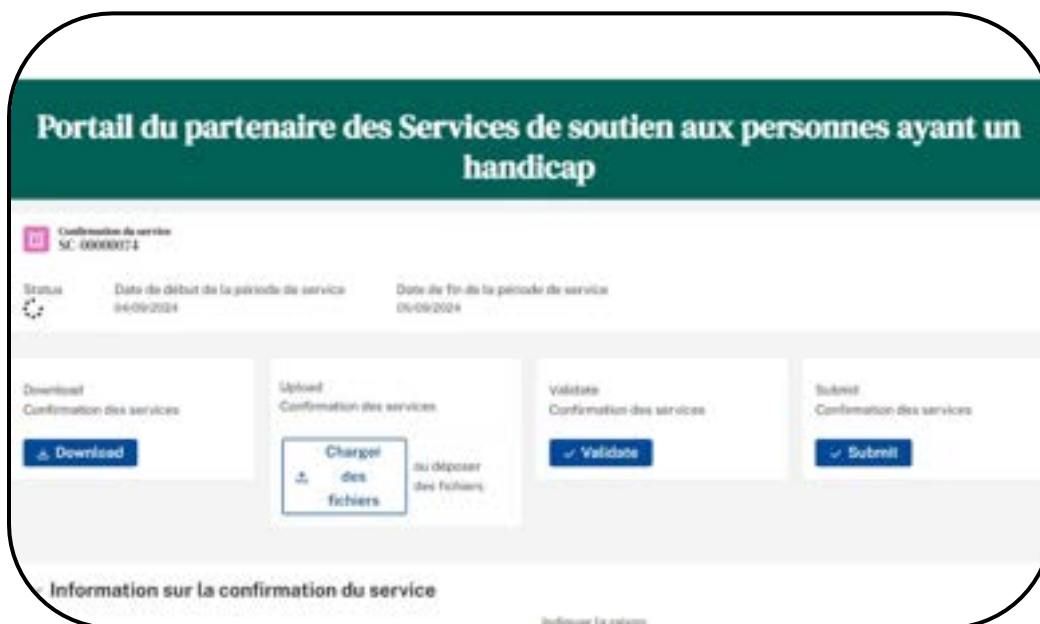 Portail du partenaire des Services de soutien aux personnes ayant un
handicap
Confirmation du service
SC-00000074
Status
Date de début de la période de service
Date de fin de la période de service
04/09/2024
05/09/2024
Download
Confirmation des services
Download
Upload
Confirmation des services
Charger
des
fichiers
ou déposer
des fichiers
Validate
Confirmation des services
Validate
Submit
Confirmation des services
Submit
Information sur la confirmation du service
Indiquer la raison